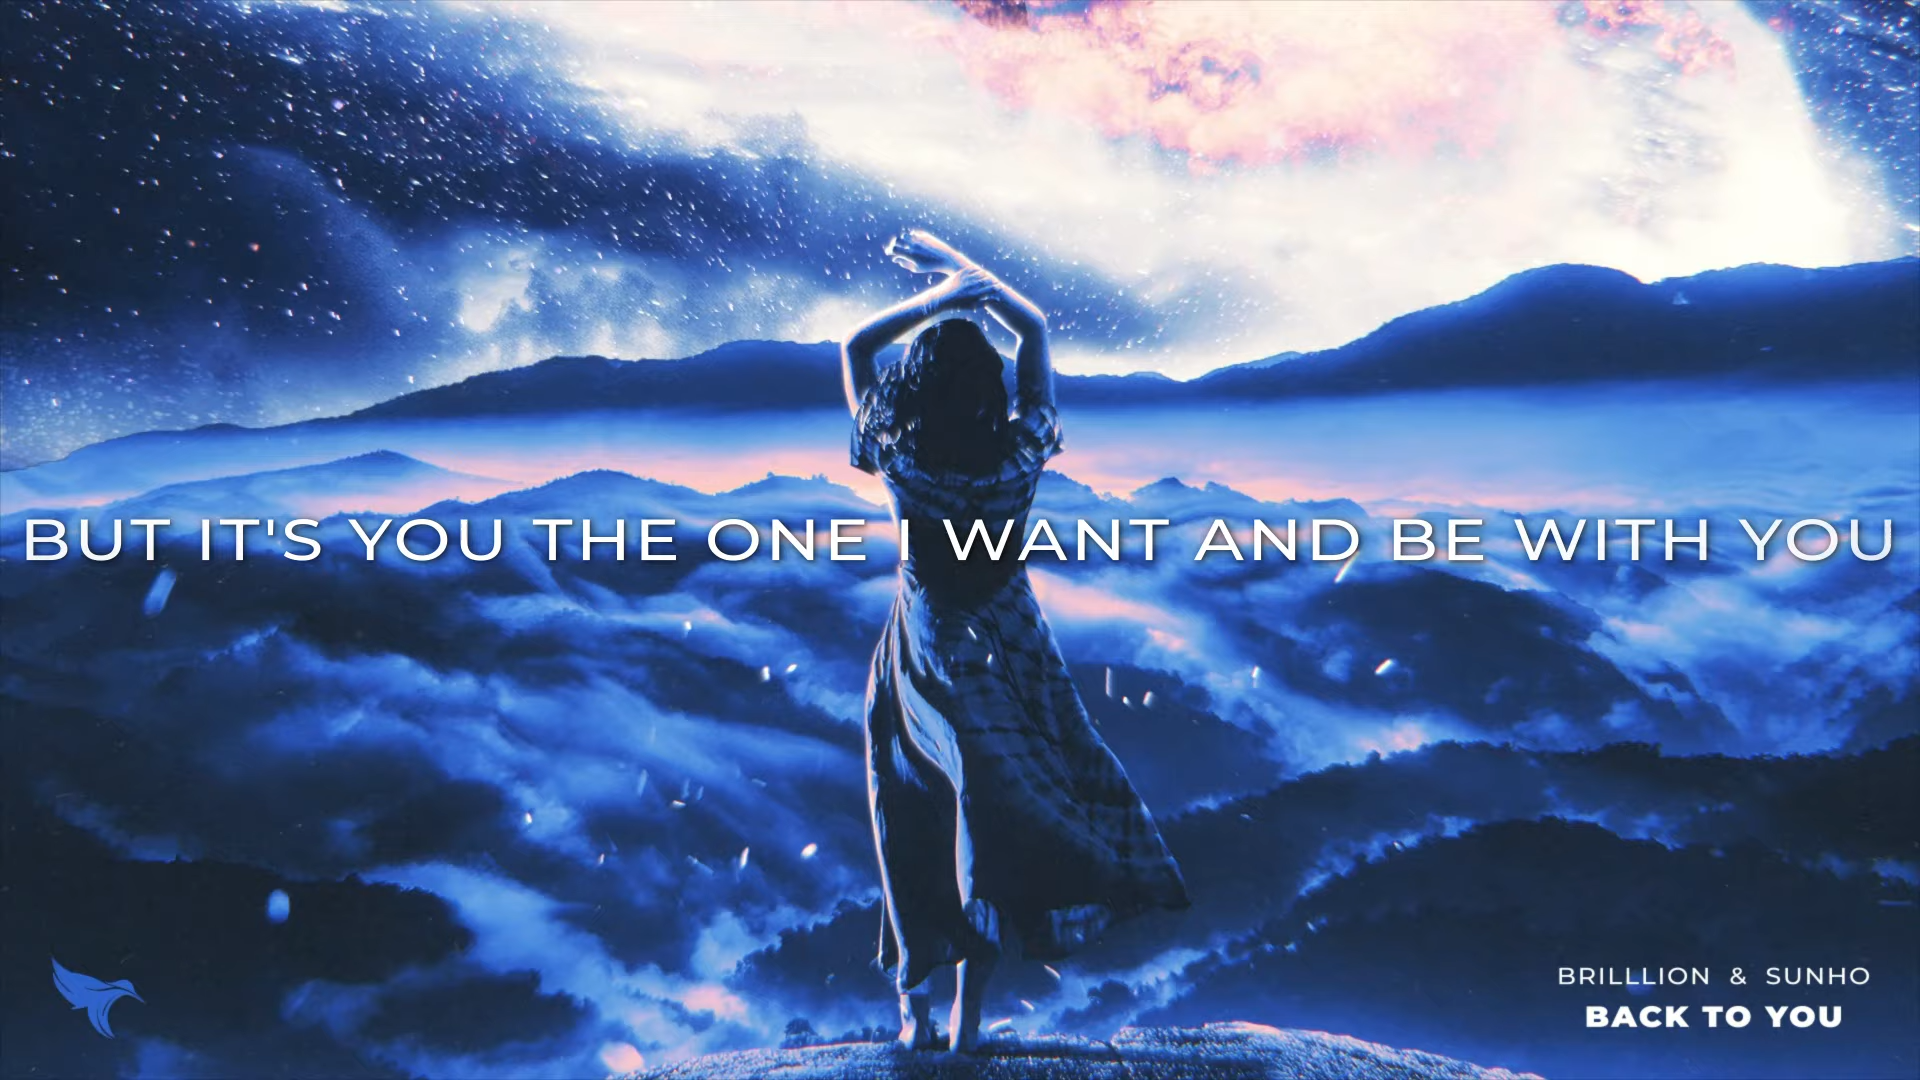 BUT IT'S YOU THE ONE I WANT AND BE WITH YOU
BRILLLION & SUNHO
BACK TO YOU